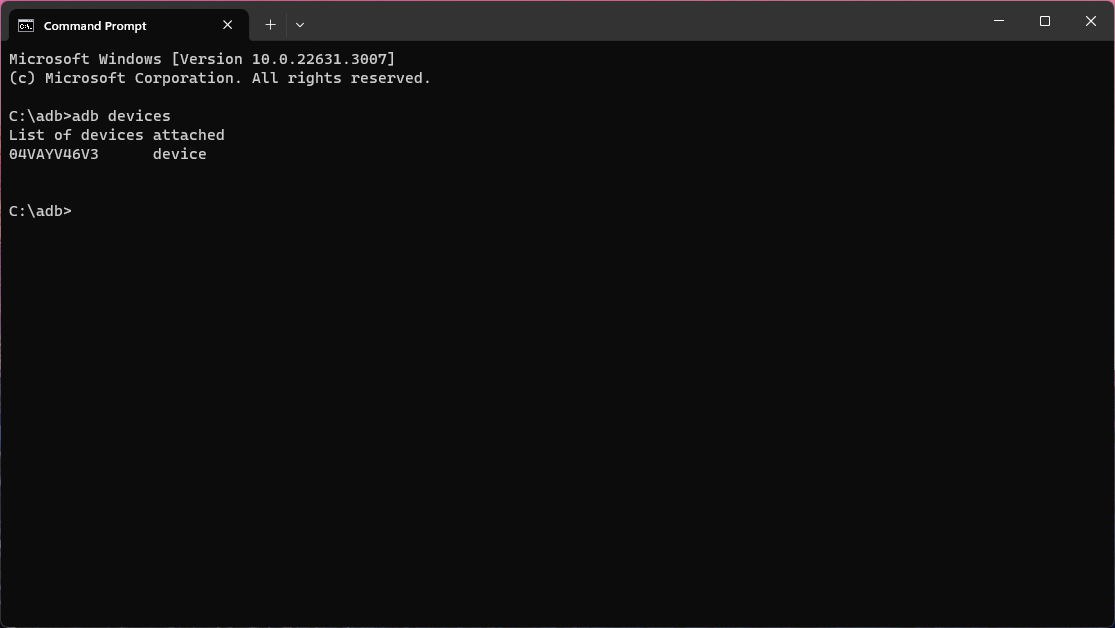 Command Prompt
Microsoft Windows [Version 10.0.22631.3007]
(c) Microsoft Corporation. All rights reserved.
C:\adb>adb devices
List of devices attached
04VAYV46V3      device
C:\adb>